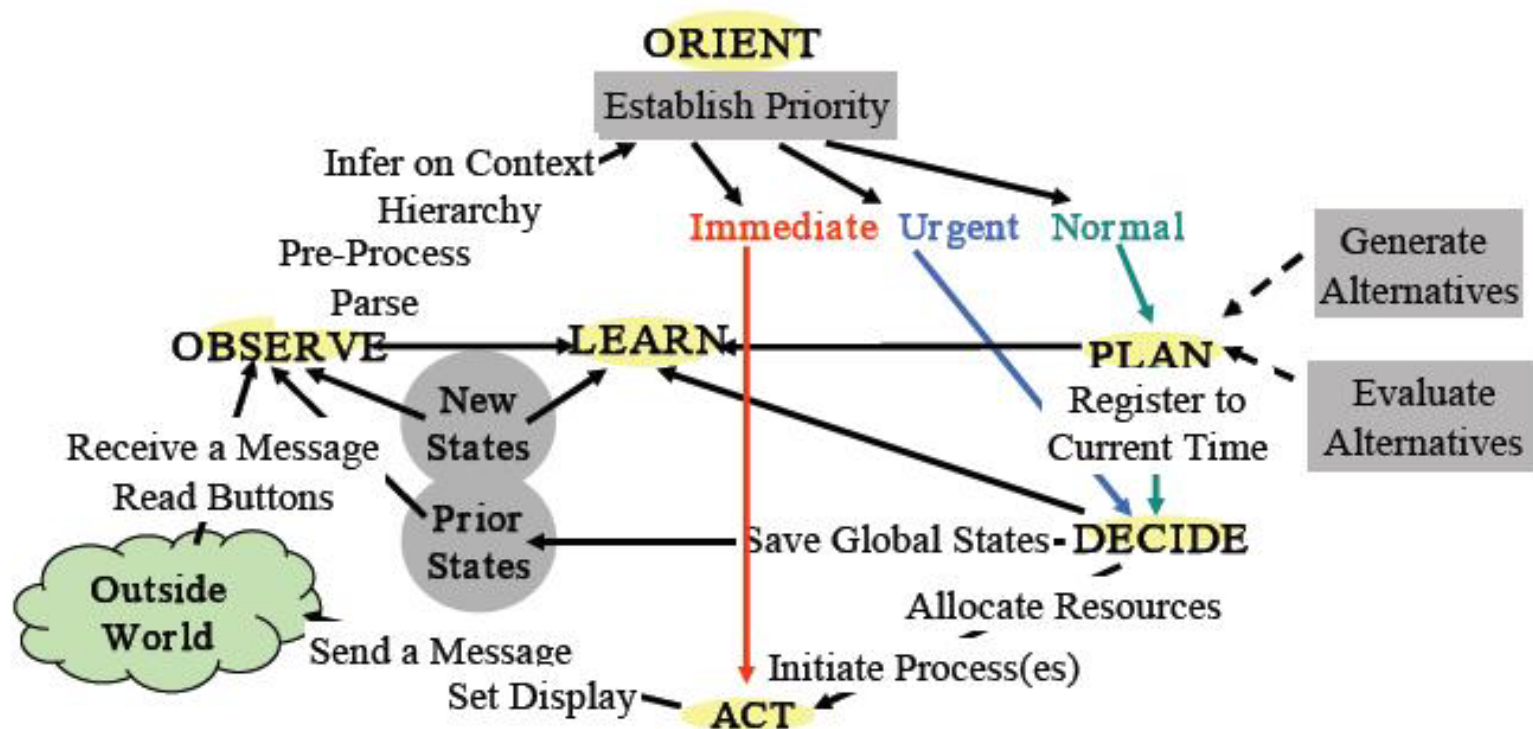 ORIENT
Establish Priority
Infer on Context
Hierarchy
Immediate
Urgent
Normal
Generate
Alternatives
Pre-Process
Parse
OBSERVE
LEARN
PLAN
New
States
Register to
Current Time
Evaluate
Alternatives
Receive a Message
Read Buttons
Prior
States
Save Global States
DECIDE
Outside
World
Allocate Resources
Send a Message
Set Display
Initiate Process(es)
ACT